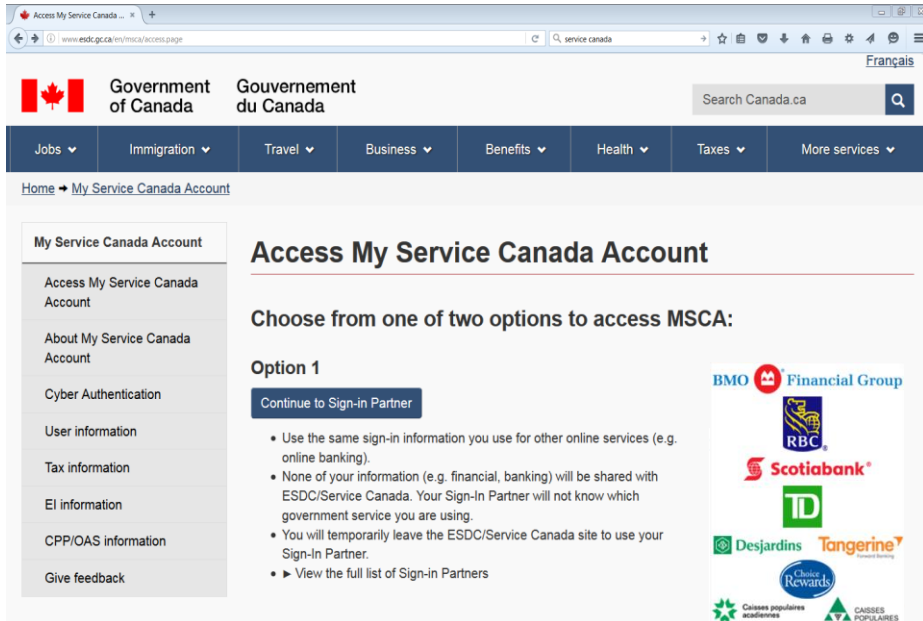 Access My Service Canada ...
www.esdc.gc.ca/en/msca/access.page
service canada
Français
Government of Canada
Gouvernement du Canada
Search Canada.ca
Jobs Immigration Travel Business Benefits Health Taxes More services
Home → My Service Canada Account
My Service Canada Account
Access My Service Canada
Account
About My Service Canada
Account
Cyber Authentication
User information
Tax information
EI information
CPP/OAS information
Give feedback
Access My Service Canada Account
Choose from one of two options to access MSCA:
Option 1
Continue to Sign-in Partner
• Use the same sign-in information you use for other online services (e.g.
online banking).
• None of your information (e.g. financial, banking) will be shared with
ESDC/Service Canada. Your Sign-In Partner will not know which
government service you are using.
• You will temporarily leave the ESDC/Service Canada site to use your
Sign-In Partner.
• ► View the full list of Sign-in Partners
BMO Financial Group
RBC
Scotiabank
TD
Desjardins Tangerine
Forward Banking
Choice
Rewards
Caisses populaires
acadiennes
CAISSES
POPULAIRES